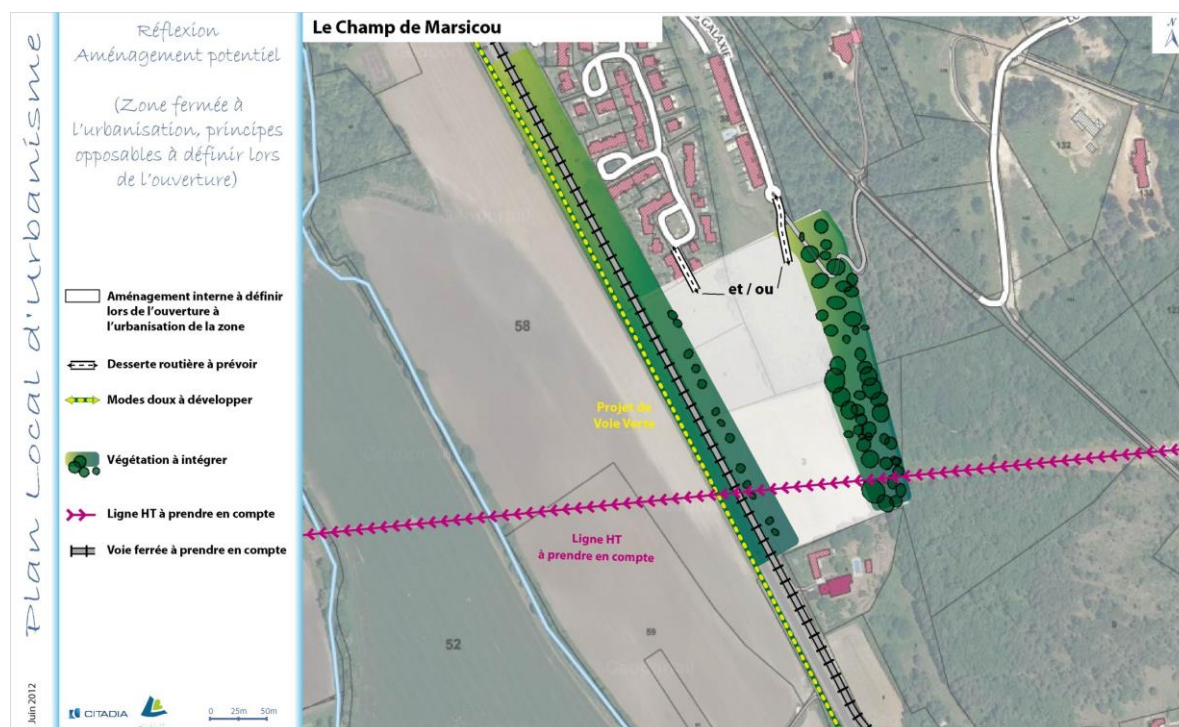 Plan Local d'Urbanisme
Juin 2012
Réflexion
Aménagement potentiel
(Zone fermée à
l'urbanisation, principes
opposables à définir lors
de l'ouverture)
Aménagement interne à définir
lors de l'ouverture à
l'urbanisation de la zone
Desserte routière à prévoir
Modes doux à développer
Végétation à intégrer
Ligne HT à prendre en compte
Voie ferrée à prendre en compte
CITADIA
0 25m 50m
Le Champ de Marsicou
N
GALAXIE
132
138
et / ou
58
Projet de
Voie Verte
3
Ligne HT
à prendre en compte
59
52